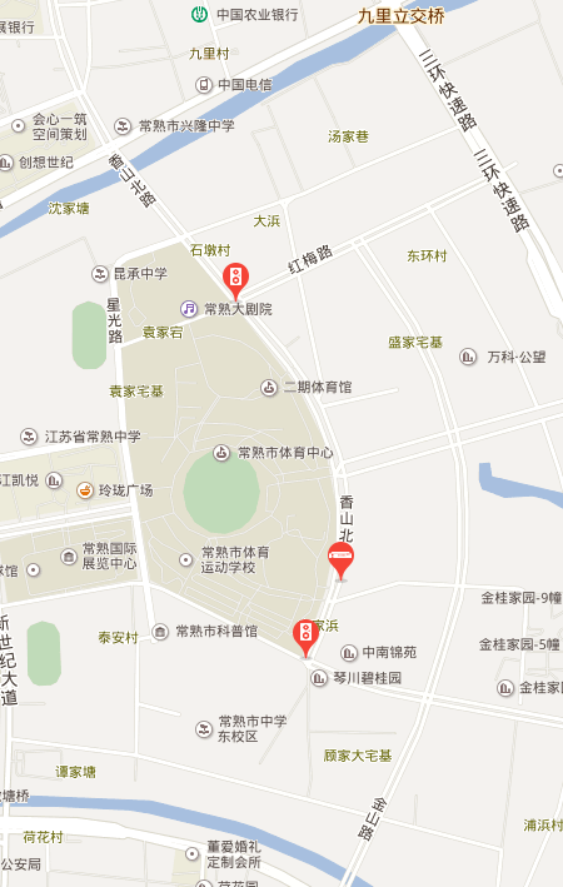 中国农业银行
九里立交桥
展银行
九里村
中国电信
三环快速路
会心一筑
空间策划
常熟市兴隆中学
汤家巷
创想世纪
香山北路
三环快速路
沈家塘
大浜
石墩村
红梅路
东环村
昆承中学
星光路
常熟大剧院
袁家宕
盛家宅基
万科·公望
二期体育馆
袁家宅基
江苏省常熟中学
常熟市体育中心
江凯悦
玲珑广场
香山北
常熟国际
展览中心
常熟市体育
运动学校
球馆
金桂家园-9幢
新世纪大道
泰安村
常熟市科普馆
家浜
中南锦苑
金桂家园-5幢
琴川碧桂园
金桂家
常熟市中学
东校区
顾家大宅基
谭家塘
塘桥
金山路
浦浜村
荷花村
公安局
董爱婚礼
定制会所